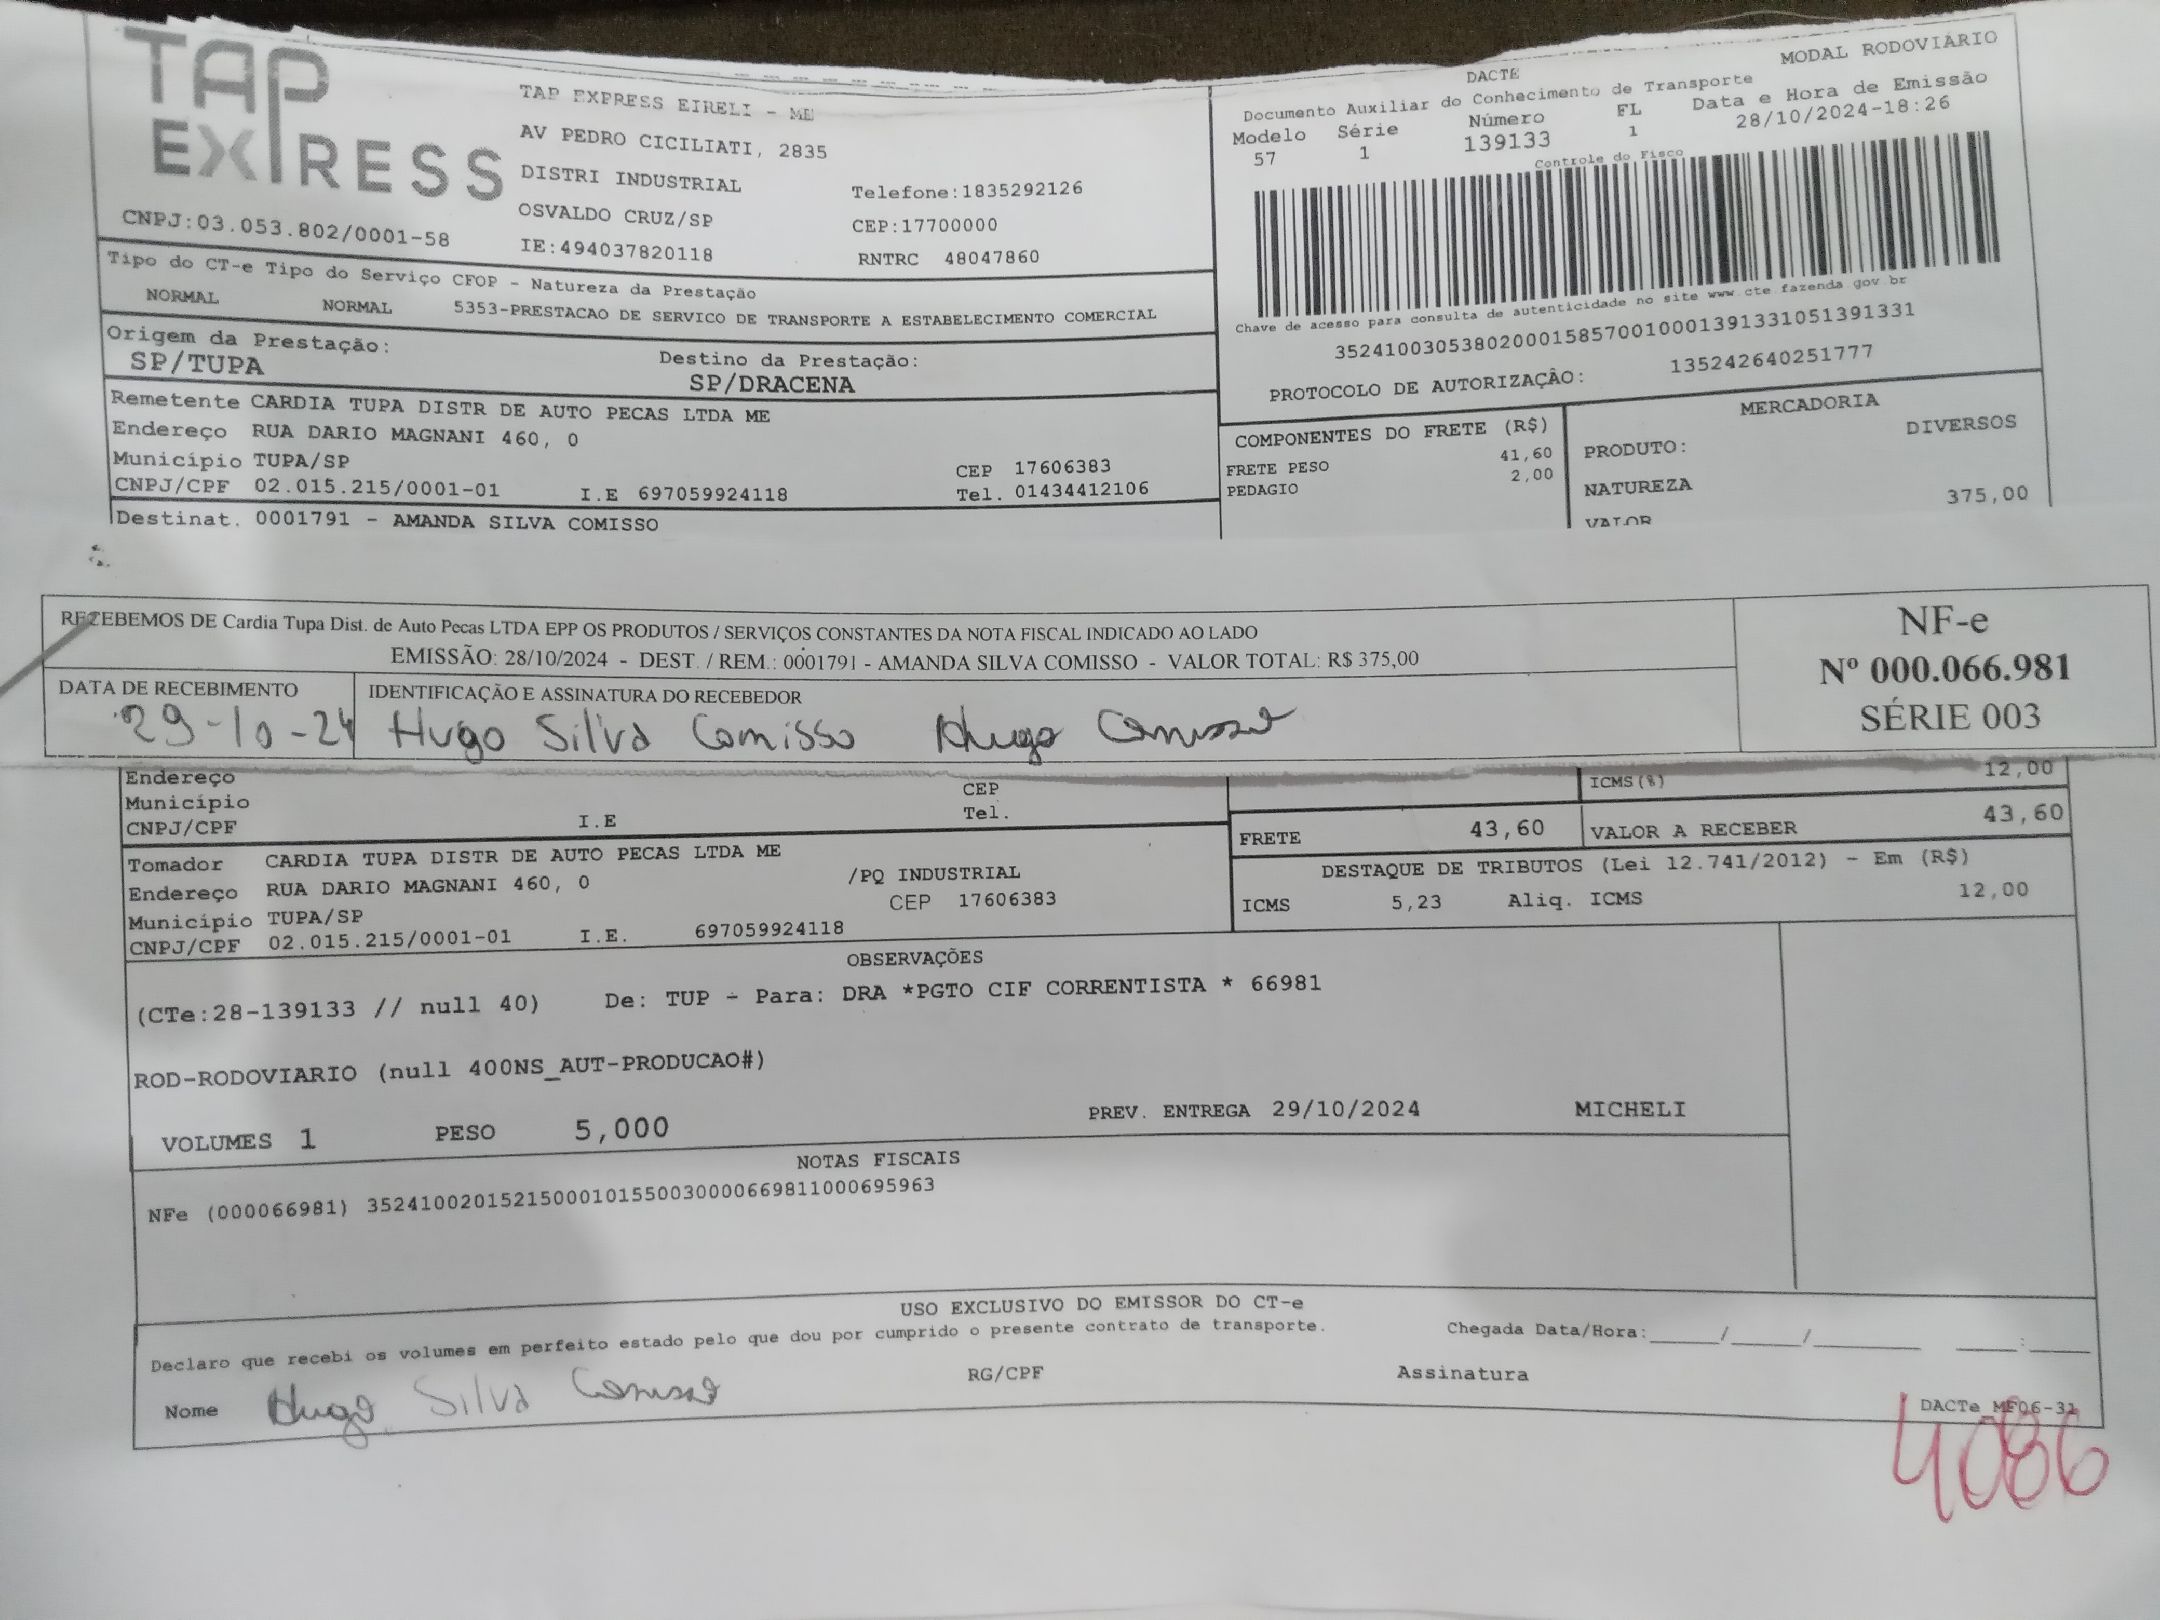 TAP
EXPRESS
CNPJ:03.053.802/0001-58
TAP EXPRESS EIRELI - ME
AV PEDRO CICILIATI, 2835
DISTRI INDUSTRIAL
OSVALDO CRUZ/SP
IE:494037820118
Telefone:1835292126
CEP:17700000
RNTRC 48047860
MODAL RODOVIÁRIO
DACTE
Documento Auxiliar do Conhecimento de Transporte
Modelo Série Número FL Data e Hora de Emissão
57 1 139133 1 28/10/2024-18:26
Controle do Fisco
Chave de acesso para consulta de autenticidade no site www.cte.fazenda.gov.br
35241003053802000158570010001391331051391331
PROTOCOLO DE AUTORIZAÇÃO: 135242640251777
Tipo do CT-e Tipo do Serviço CFOP - Natureza da Prestação
NORMAL NORMAL 5353-PRESTACAO DE SERVICO DE TRANSPORTE A ESTABELECIMENTO COMERCIAL
Origem da Prestação: Destino da Prestação:
SP/TUPA SP/DRACENA
Remetente CARDIA TUPA DISTR DE AUTO PECAS LTDA ME
Endereço RUA DARIO MAGNANI 460, 0
Município TUPA/SP CEP 17606383
CNPJ/CPF 02.015.215/0001-01 I.E 697059924118 Tel. 01434412106
Destinat. 0001791 - AMANDA SILVA COMISSO
COMPONENTES DO FRETE (R$)
FRETE PESO 41,60
PEDAGIO 2,00
MERCADORIA
PRODUTO: DIVERSOS
NATUREZA
VALOR 375,00
RECEBEMOS DE Cardia Tupa Dist. de Auto Pecas LTDA EPP OS PRODUTOS / SERVIÇOS CONSTANTES DA NOTA FISCAL INDICADO AO LADO
EMISSÃO: 28/10/2024 - DEST. / REM.: 0001791 - AMANDA SILVA COMISSO - VALOR TOTAL: R$ 375,00
DATA DE RECEBIMENTO IDENTIFICAÇÃO E ASSINATURA DO RECEBEDOR
29-10-24 Hugo Silva Comisso Hugo Comisso
NF-e
Nº 000.066.981
SÉRIE 003
Endereço
Município CEP
CNPJ/CPF I.E Tel.
ICMS(%) 12,00
FRETE 43,60 VALOR A RECEBER 43,60
Tomador CARDIA TUPA DISTR DE AUTO PECAS LTDA ME
Endereço RUA DARIO MAGNANI 460, 0 /PQ INDUSTRIAL
Município TUPA/SP CEP 17606383
CNPJ/CPF 02.015.215/0001-01 I.E. 697059924118
DESTAQUE DE TRIBUTOS (Lei 12.741/2012) - Em (R$)
ICMS 5,23 Aliq. ICMS 12,00
OBSERVAÇÕES
(CTe:28-139133 // null 40) De: TUP - Para: DRA *PGTO CIF CORRENTISTA * 66981
ROD-RODOVIARIO (null 400NS_AUT-PRODUCAO#)
VOLUMES 1 PESO 5,000 PREV. ENTREGA 29/10/2024 MICHELI
NOTAS FISCAIS
NFe (000066981) 35241002015215000101550030000669811000695963
USO EXCLUSIVO DO EMISSOR DO CT-e
Declaro que recebi os volumes em perfeito estado pelo que dou por cumprido o presente contrato de transporte. Chegada Data/Hora:_____/_____/_______ ____:____
Nome Hugo Silva Comisso RG/CPF Assinatura
DACTe_MF06-31
4086